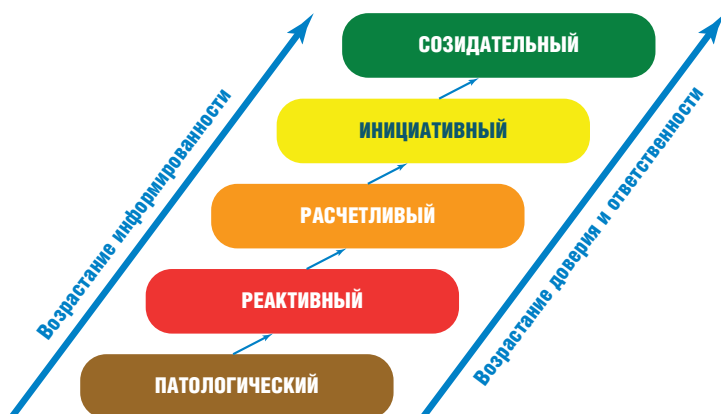 СОЗИДАТЕЛЬНЫЙ
ИНИЦИАТИВНЫЙ
РАСЧЕТЛИВЫЙ
РЕАКТИВНЫЙ
ПАТОЛОГИЧЕСКИЙ
Возрастание информированности
Возрастание доверия и ответственности